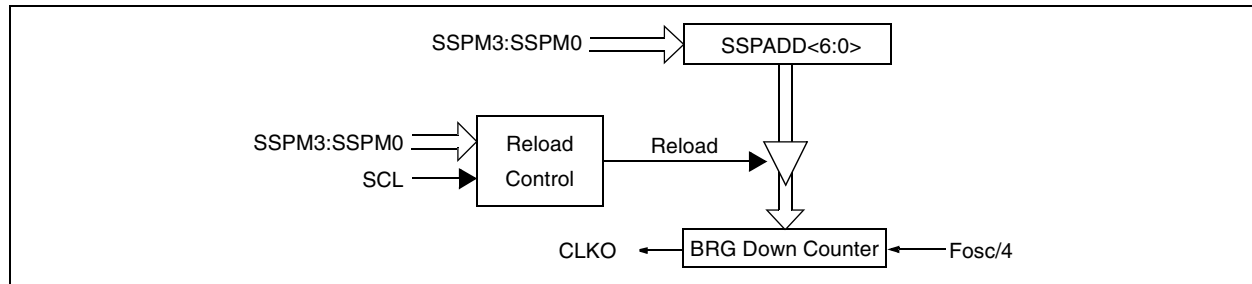 SSPM3:SSPM0
SSPADD<6:0>
SSPM3:SSPM0
SCL
Reload
Control
Reload
CLKO
BRG Down Counter
Fosc/4